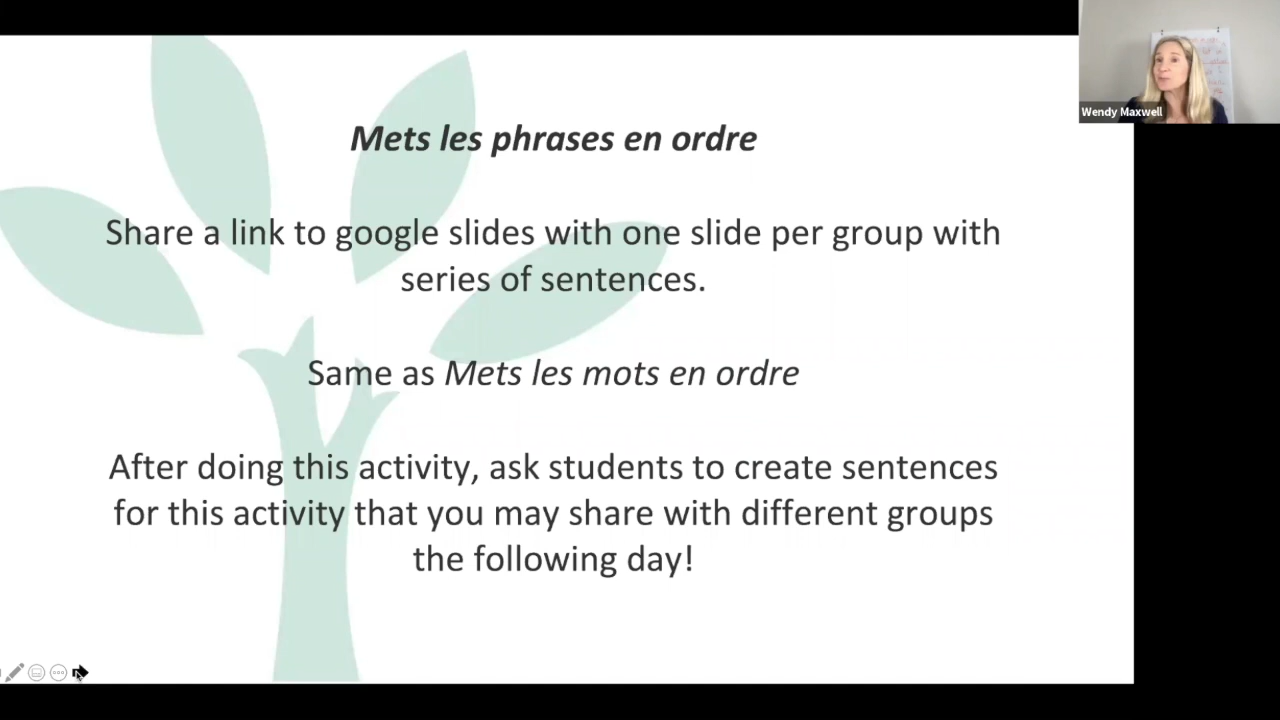 Mets les phrases en ordre
Share a link to google slides with one slide per group with
series of sentences.
Same as Mets les mots en ordre
After doing this activity, ask students to create sentences
for this activity that you may share with different groups
the following day!
Wendy Maxwell